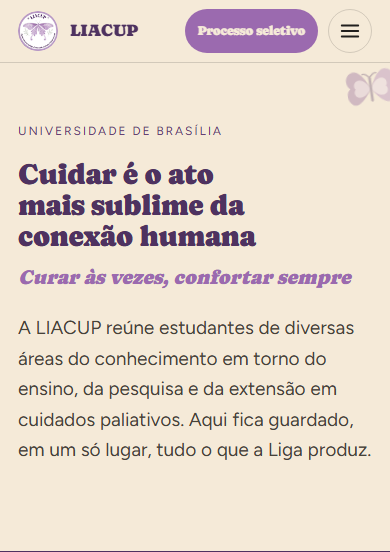 LIACUP
LIACUP
Processo seletivo
UNIVERSIDADE DE BRASÍLIA
Cuidar é o ato
mais sublime da
conexão humana
Curar às vezes, confortar sempre
A LIACUP reúne estudantes de diversas
áreas do conhecimento em torno do
ensino, da pesquisa e da extensão em
cuidados paliativos. Aqui fica guardado,
em um só lugar, tudo o que a Liga produz.